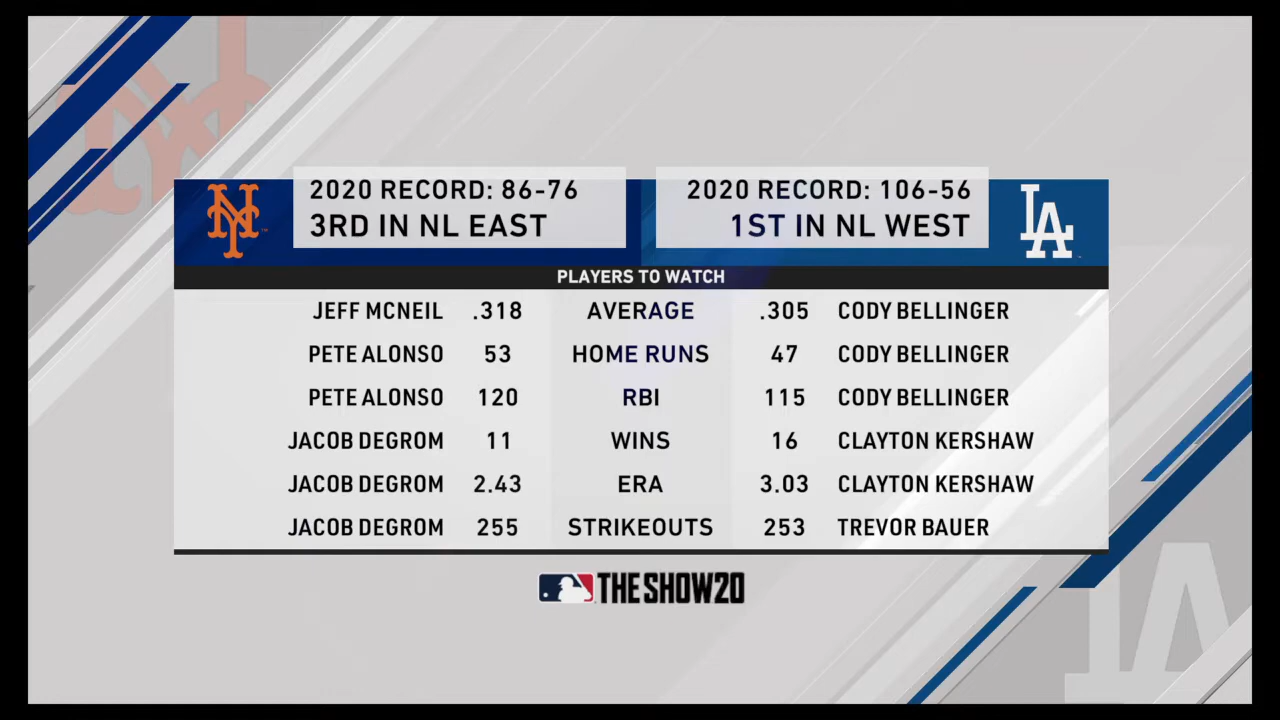 2020 RECORD: 86-76
3RD IN NL EAST
2020 RECORD: 106-56
1ST IN NL WEST
NY
LA
PLAYERS TO WATCH
JEFF MCNEIL .318 AVERAGE .305 CODY BELLINGER
PETE ALONSO 53 HOME RUNS 47 CODY BELLINGER
PETE ALONSO 120 RBI 115 CODY BELLINGER
JACOB DEGROM 11 WINS 16 CLAYTON KERSHAW
JACOB DEGROM 2.43 ERA 3.03 CLAYTON KERSHAW
JACOB DEGROM 255 STRIKEOUTS 253 TREVOR BAUER
THE SHOW20
LA